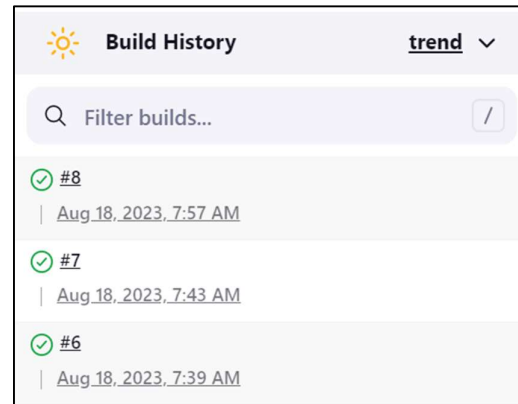 Build History trend
Filter builds... /
#8
Aug 18, 2023, 7:57 AM
#7
Aug 18, 2023, 7:43 AM
#6
Aug 18, 2023, 7:39 AM